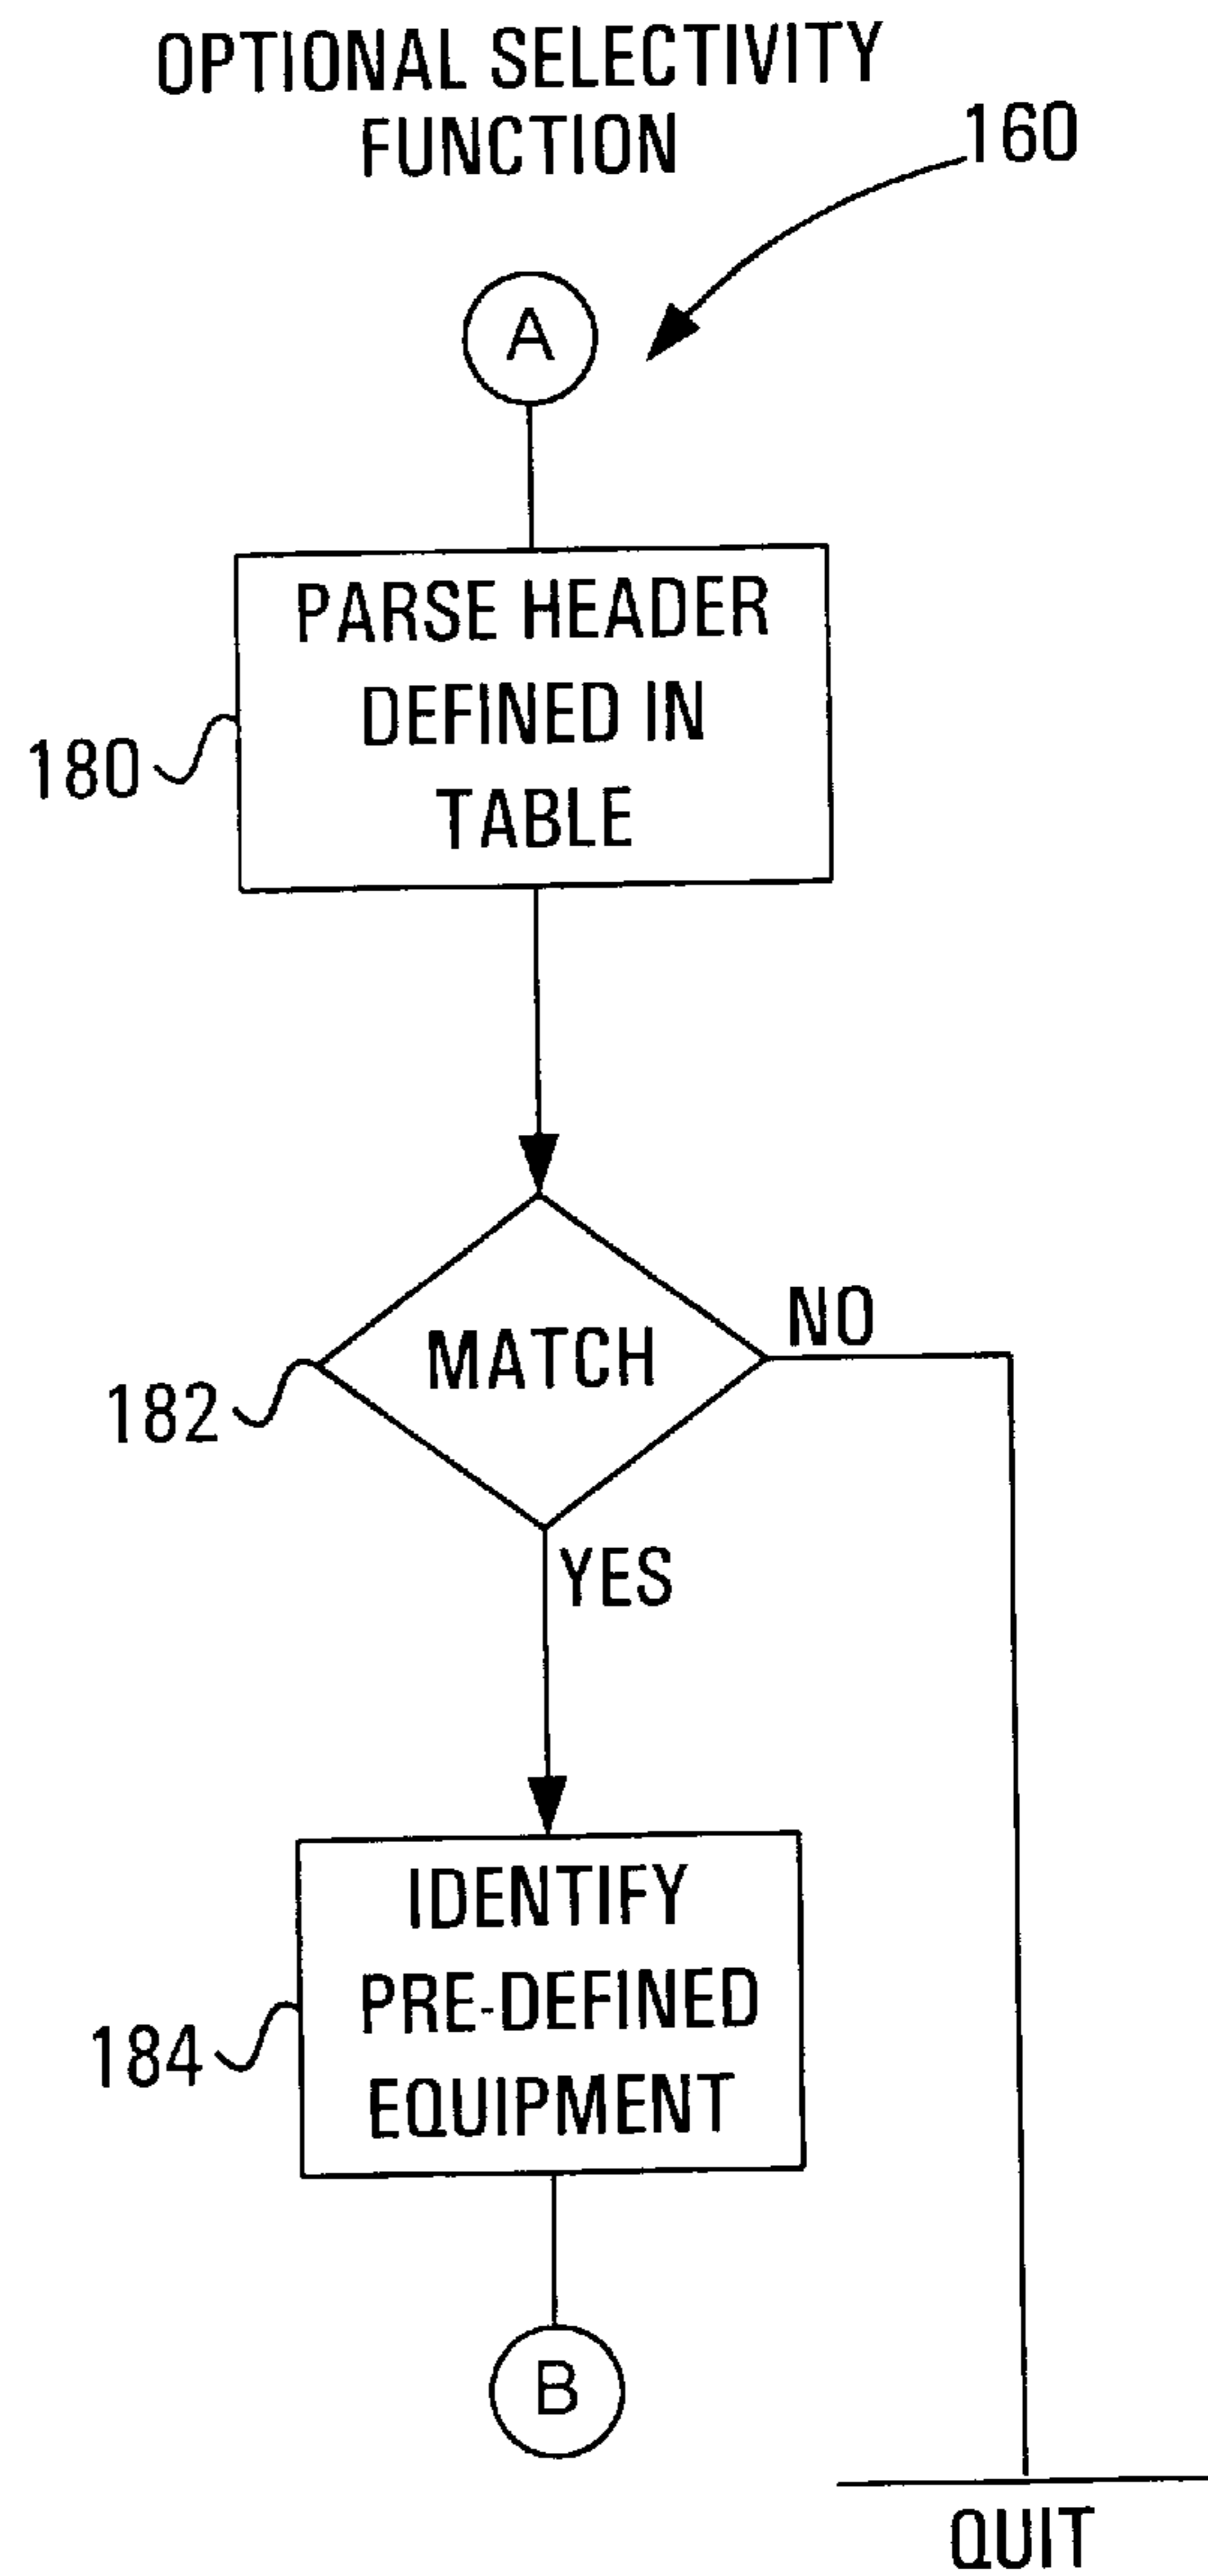 OPTIONAL SELECTIVITY
FUNCTION
160
A
PARSE HEADER
DEFINED IN
TABLE
180
MATCH
NO
182
YES
IDENTIFY
PRE-DEFINED
EQUIPMENT
184
B
QUIT